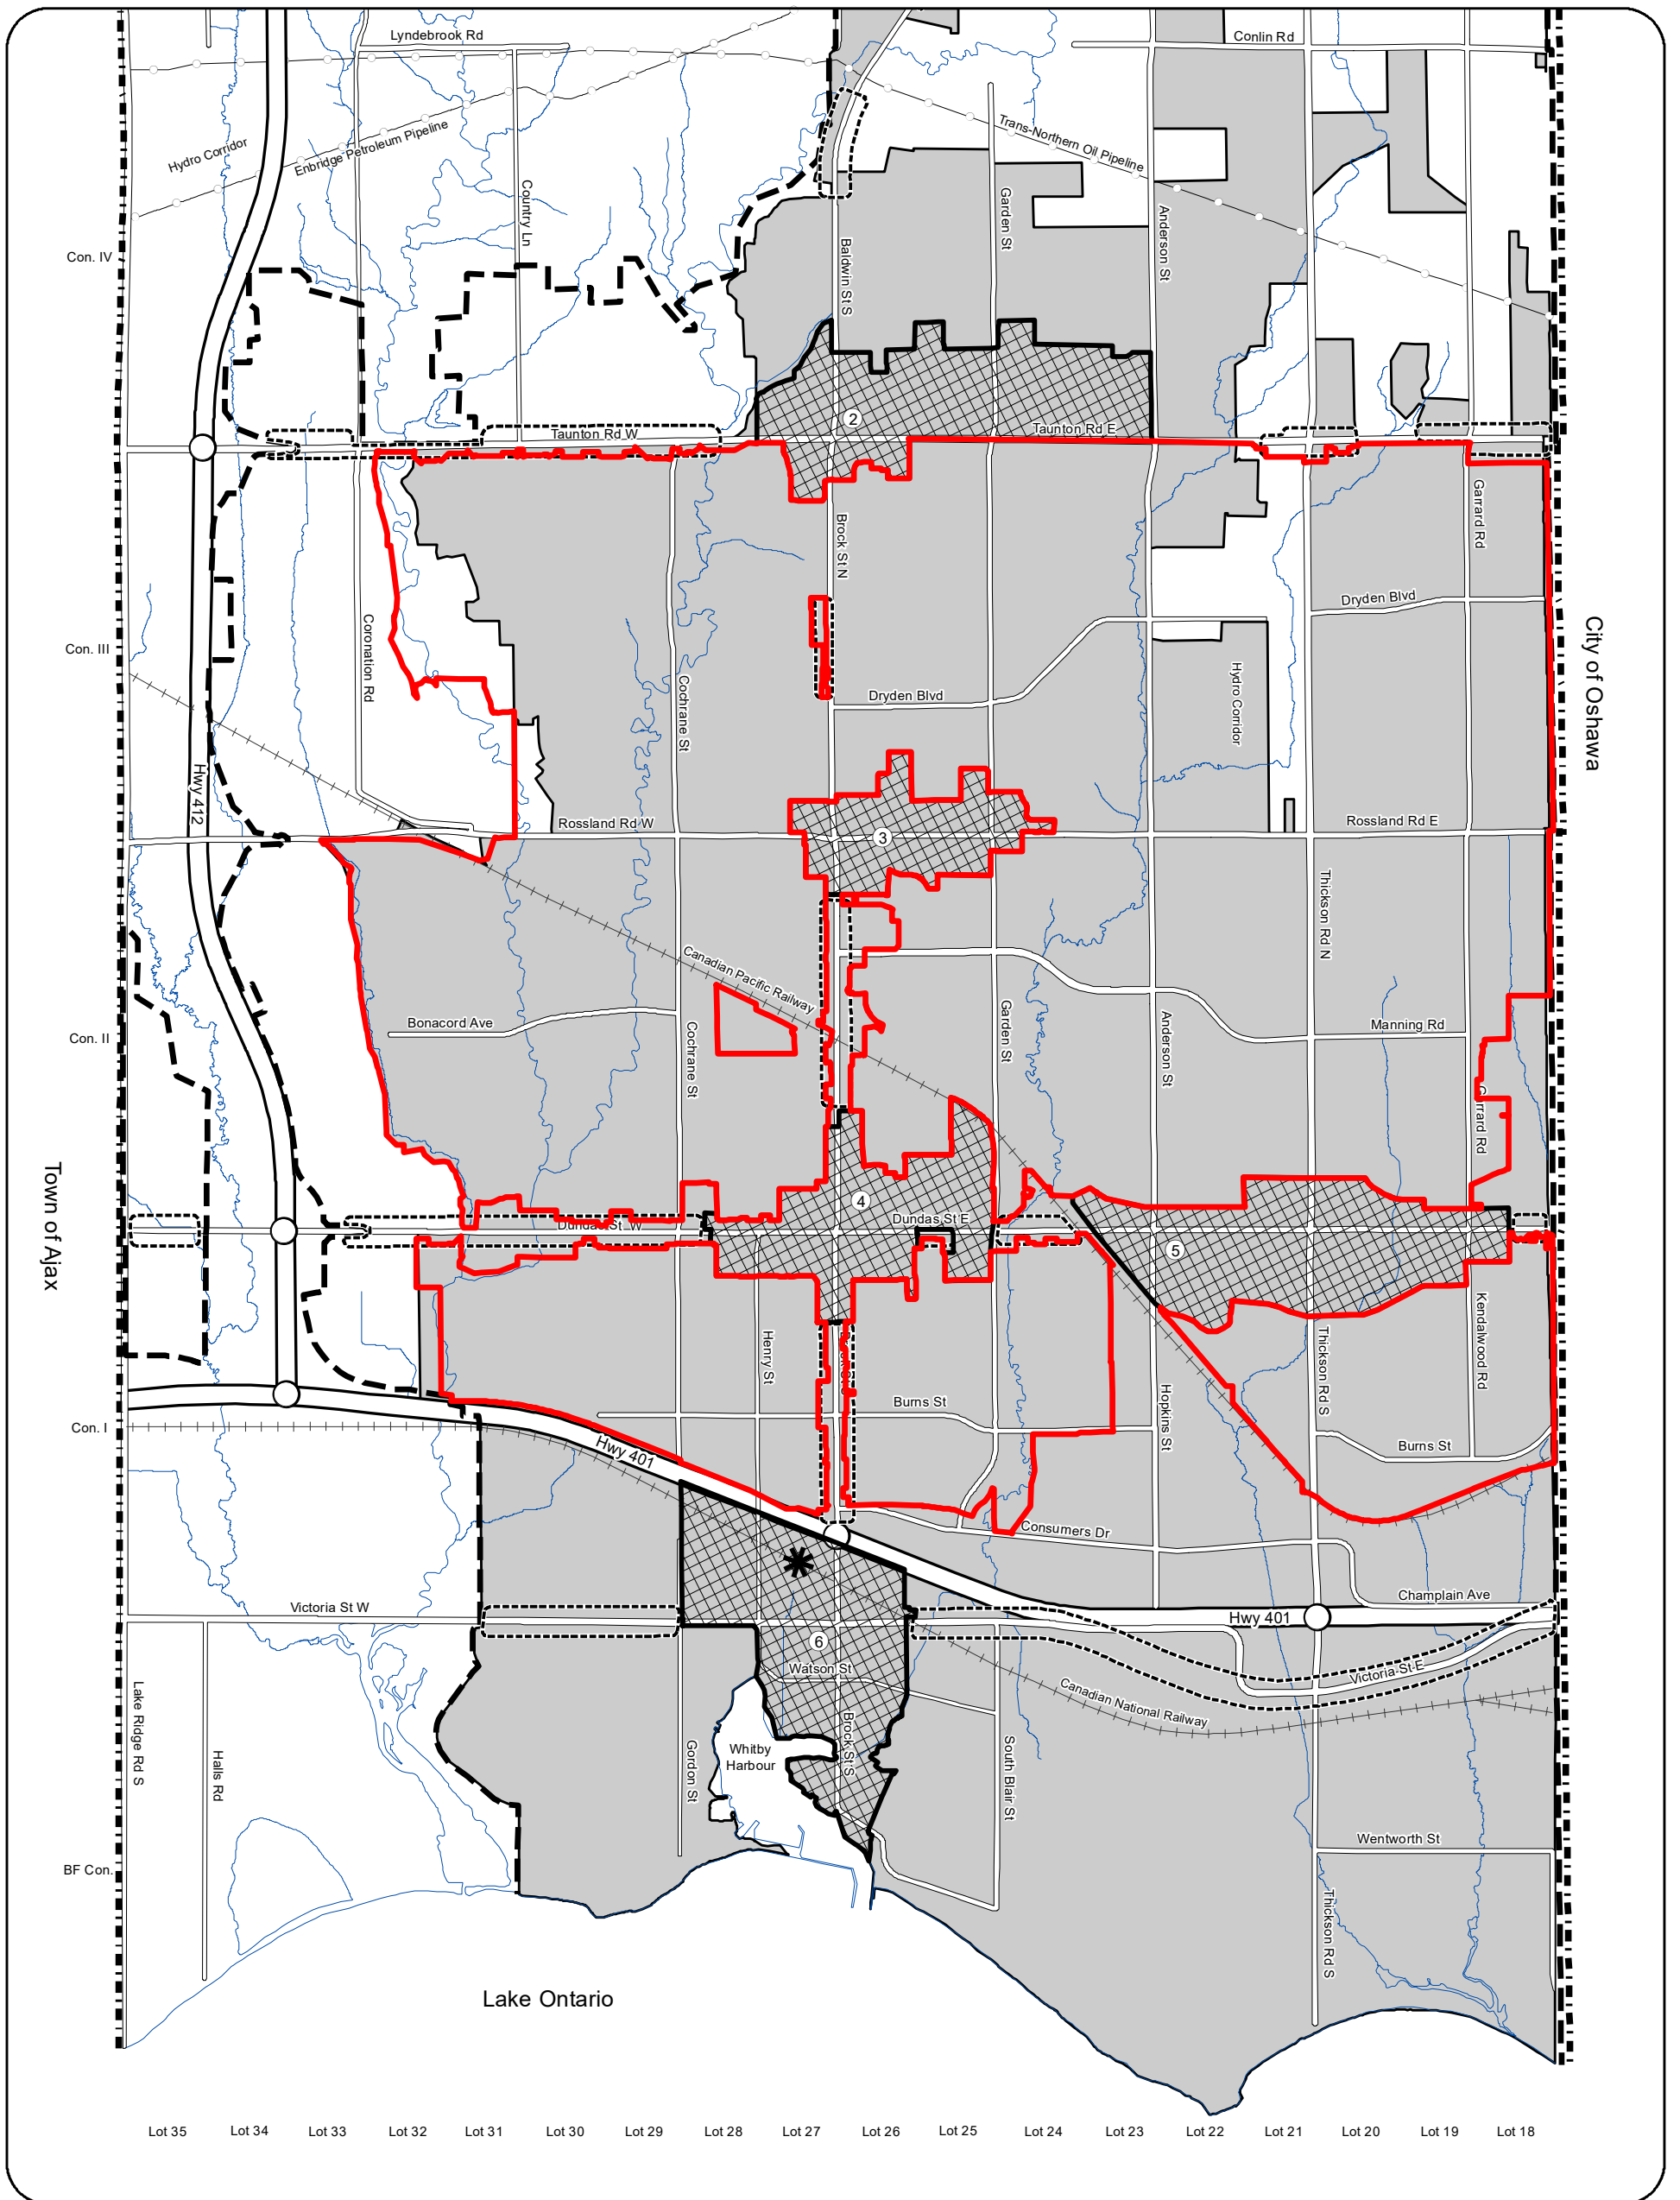 Lyndebrook Rd
Conlin Rd
Hydro Corridor
Enbridge Petroleum Pipeline
Trans-Northern Oil Pipeline
Country Ln
Garden St
Anderson St
Baldwin St S
Con. IV
2
Taunton Rd W
Taunton Rd E
Brock St N
Garrard Rd
Dryden Blvd
Con. III
Coronation Rd
Cochrane St
Dryden Blvd
Hydro Corridor
City of Oshawa
Hwy 412
Rossland Rd W
3
Rossland Rd E
Thickson Rd N
Canadian Pacific Railway
Bonacord Ave
Con. II
Cochrane St
Garden St
Anderson St
Manning Rd
Garrard Rd
Town of Ajax
4
Dundas St W
Dundas St E
5
Henry St
Thickson Rd S
Kendalwood Rd
Hopkins St
Burns St
Con. I
Hwy 401
Burns St
Consumers Dr
Champlain Ave
Victoria St W
Hwy 401
6
Watson St
Victoria St E
Canadian National Railway
Lake Ridge Rd S
Halls Rd
Gordon St
Whitby
Harbour
Brock St S
South Blair St
Wentworth St
BF Con.
Thickson Rd S
Lake Ontario
Lot 35
Lot 34
Lot 33
Lot 32
Lot 31
Lot 30
Lot 29
Lot 28
Lot 27
Lot 26
Lot 25
Lot 24
Lot 23
Lot 22
Lot 21
Lot 20
Lot 19
Lot 18